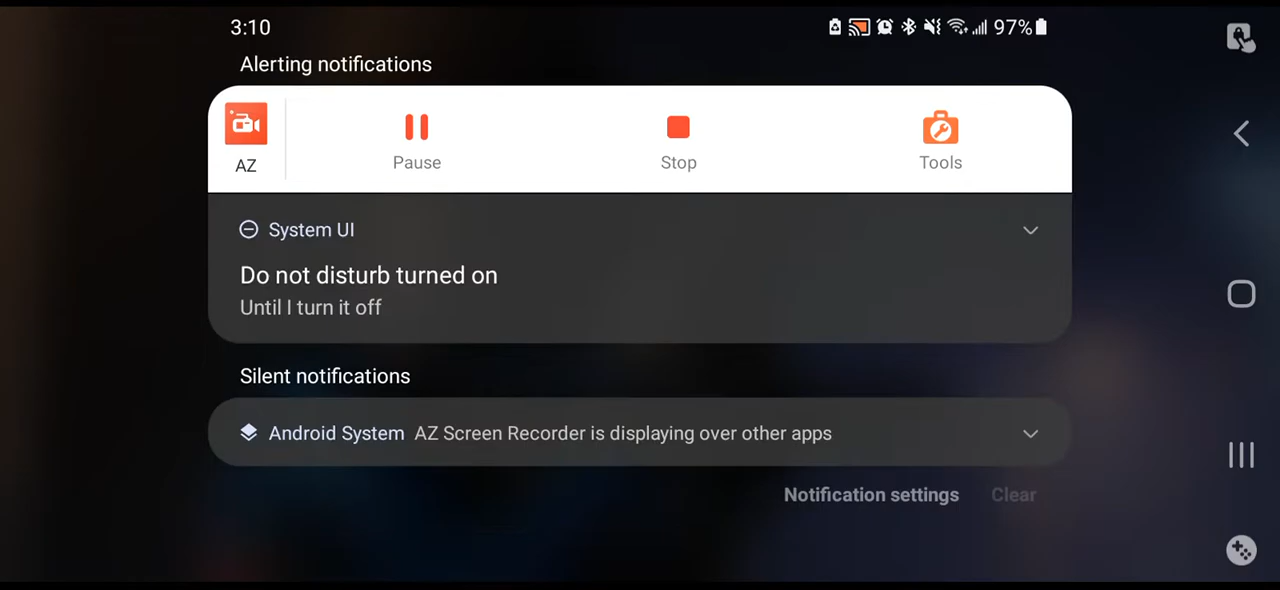 3:10 97%
Alerting notifications
AZ Pause Stop Tools
System UI
Do not disturb turned on
Until I turn it off
Silent notifications
Android System AZ Screen Recorder is displaying over other apps
Notification settings Clear